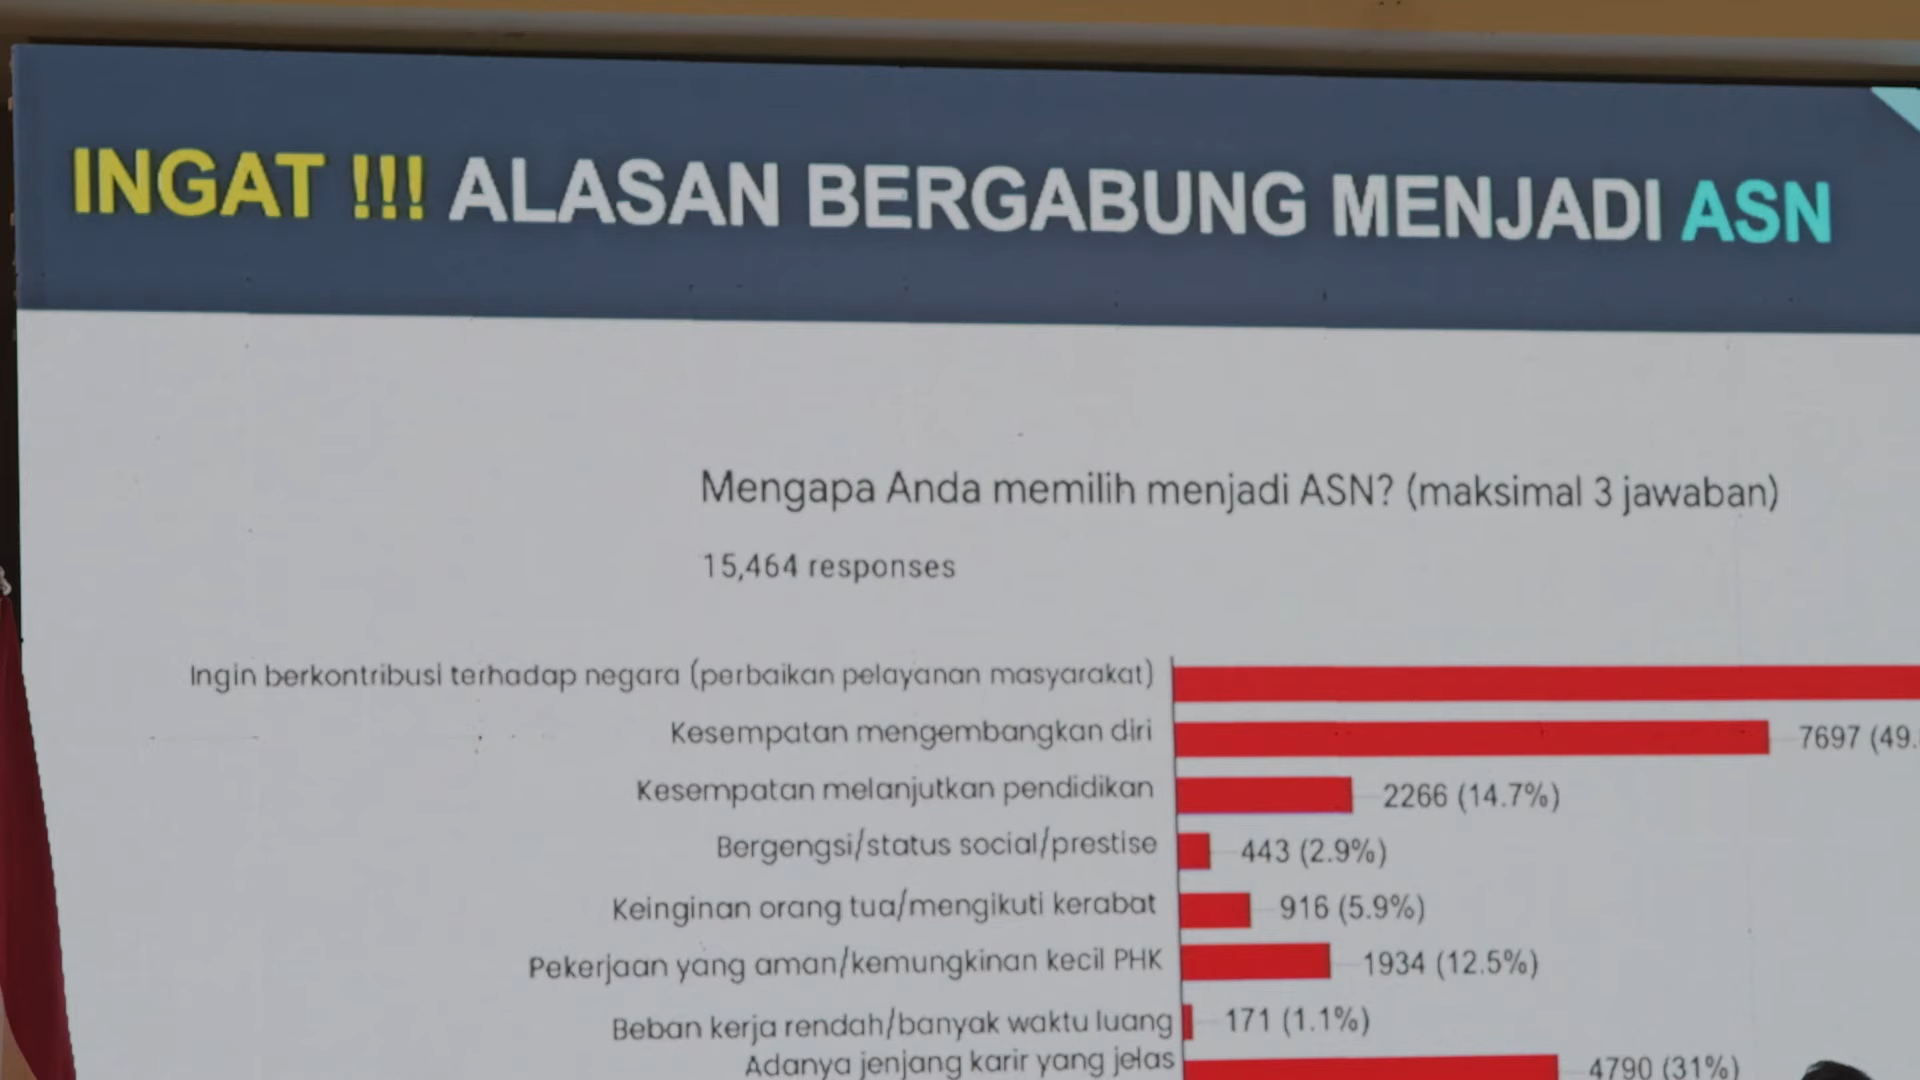 INGAT !!! ALASAN BERGABUNG MENJADI ASN
Mengapa Anda memilih menjadi ASN? (maksimal 3 jawaban)
15,464 responses
Ingin berkontribusi terhadap negara (perbaikan pelayanan masyarakat)
Kesempatan mengembangkan diri 7697 (49.
Kesempatan melanjutkan pendidikan 2266 (14.7%)
Bergengsi/status social/prestise 443 (2.9%)
Keinginan orang tua/mengikuti kerabat 916 (5.9%)
Pekerjaan yang aman/kemungkinan kecil PHK 1934 (12.5%)
Beban kerja rendah/banyak waktu luang 171 (1.1%)
Adanya jenjang karir yang jelas 4790 (31%)